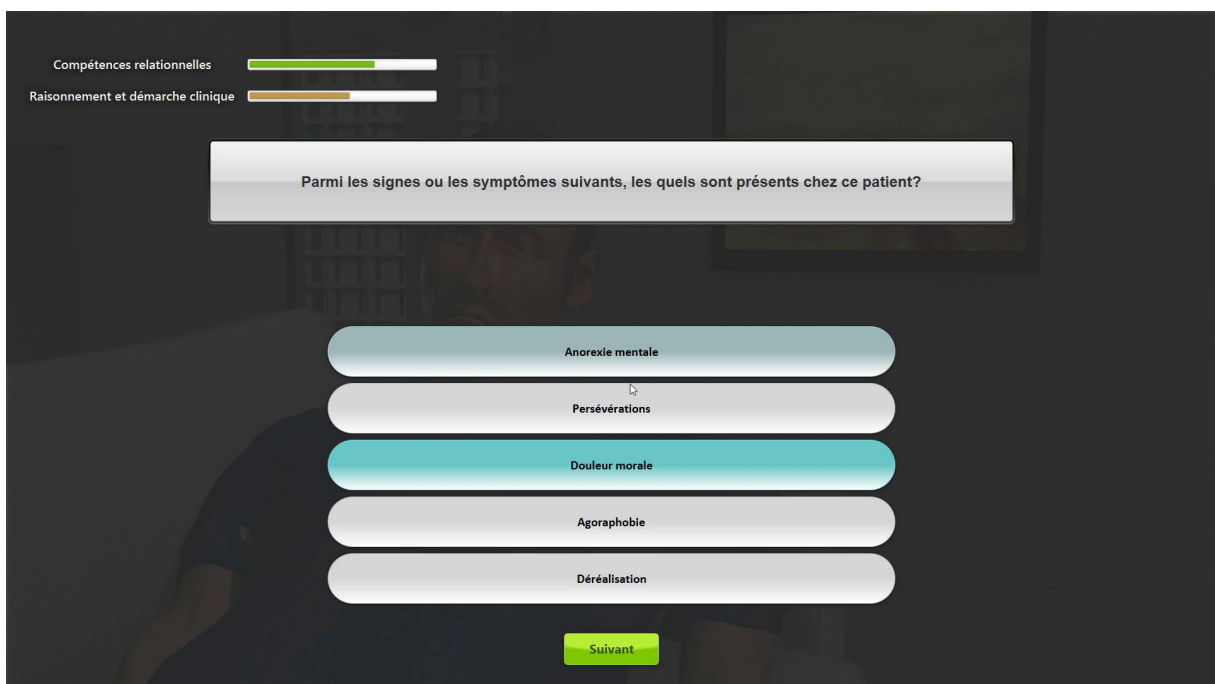 Compétences relationnelles
Raisonnement et démarche clinique
Parmi les signes ou les symptômes suivants, les quels sont présents chez ce patient?
Anorexie mentale
Persévérations
Douleur morale
Agoraphobie
Déréalisation
Suivant